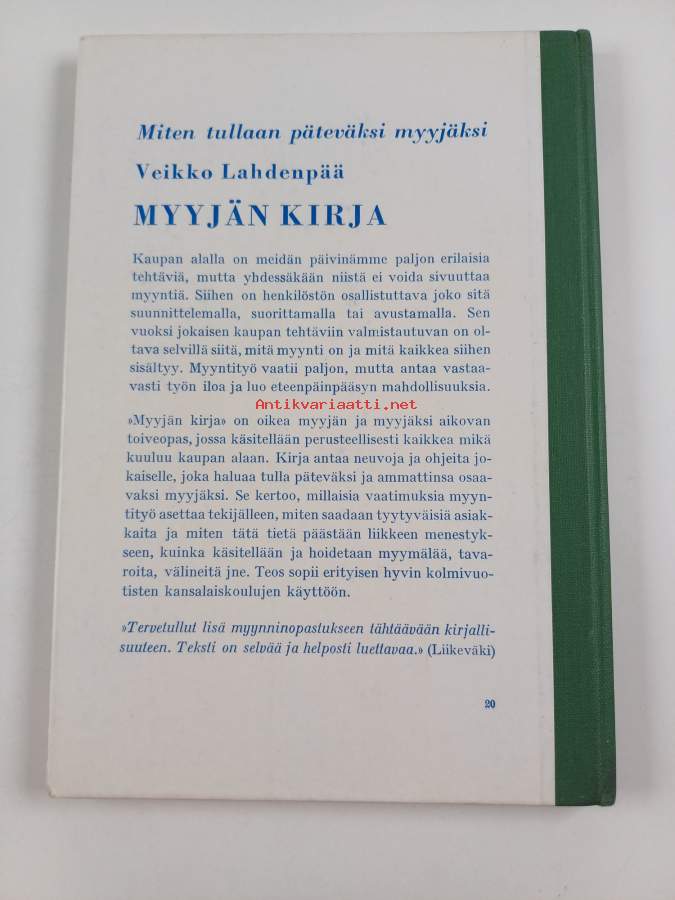 Miten tullaan päteväksi myyjäksi
Veikko Lahdenpää
MYYJÄN KIRJA
Kaupan alalla on meidän päivinämme paljon erilaisia
tehtäviä, mutta yhdessäkään niistä ei voida sivuuttaa
myyntiä. Siihen on henkilöstön osallistuttava joko sitä
suunnittelemalla, suorittamalla tai avustamalla. Sen
vuoksi jokaisen kaupan tehtäviin valmistautuvan on ol-
tava selvillä siitä, mitä myynti on ja mitä kaikkea siihen
sisältyy. Myyntityö vaatii paljon, mutta antaa vastaa-
vasti työn iloa ja luo eteenpäinpääsyn mahdollisuuksia.
Antikvariaatti.net
»Myyjän kirja» on oikea myyjän ja myyjäksi aikovan
toiveopas, jossa käsitellään perusteellisesti kaikkea mikä
kuuluu kaupan alaan. Kirja antaa neuvoja ja ohjeita jo-
kaiselle, joka haluaa tulla päteväksi ja ammattinsa osaa-
vaksi myyjäksi. Se kertoo, millaisia vaatimuksia myyn-
tityö asettaa tekijälleen, miten saadaan tyytyväisiä asiak-
kaita ja miten tätä tietä päästään liikkeen menestyk-
seen, kuinka käsitellään ja hoidetaan myymälää, tava-
roita, välineitä jne. Teos sopii erityisen hyvin kolmivuo-
tisten kansalaiskoulujen käyttöön.
»Tervetullut lisä myynninopastukseen tähtäävään kirjalli-
suuteen. Teksti on selvää ja helposti luettavaa.» (Liikeväki)
20